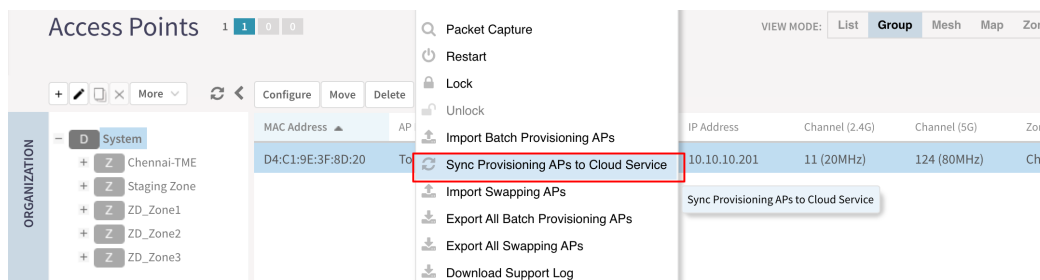 Access Points 1 1 0 0
VIEW MODE: List Group Mesh Map
More
Configure Move Delete
Packet Capture
Restart
Lock
Unlock
Import Batch Provisioning APs
Sync Provisioning APs to Cloud Service
Import Swapping APs
Export All Batch Provisioning APs
Export All Swapping APs
Download Support Log
ORGANIZATION
D System
Z Chennai-TME
Z Staging Zone
Z ZD_Zone1
Z ZD_Zone2
Z ZD_Zone3
MAC Address AP IP Address Channel (2.4G) Channel (5G)
D4:C1:9E:3F:8D:20 10.10.10.201 11 (20MHz) 124 (80MHz)
Sync Provisioning APs to Cloud Service